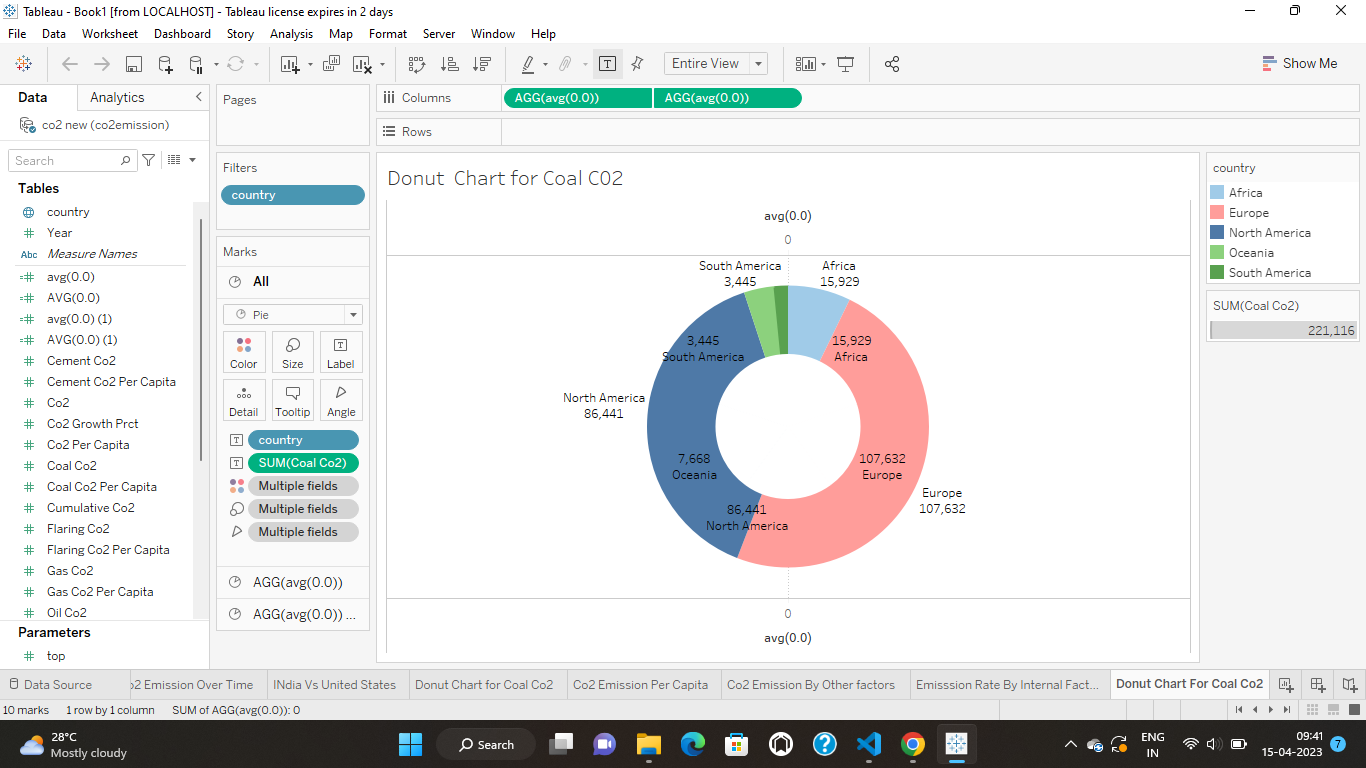 Tableau - Book1 [from LOCALHOST] - Tableau license expires in 2 days
File Data Worksheet Dashboard Story Analysis Map Format Server Window Help
Entire View
Show Me
Data Analytics
co2 new (co2emission)
Search
Tables
country
Year
Abc Measure Names
avg(0.0)
AVG(0.0)
avg(0.0) (1)
AVG(0.0) (1)
Cement Co2
Cement Co2 Per Capita
Co2
Co2 Growth Prct
Co2 Per Capita
Coal Co2
Coal Co2 Per Capita
Cumulative Co2
Flaring Co2
Flaring Co2 Per Capita
Gas Co2
Gas Co2 Per Capita
Oil Co2
Parameters
top
Pages
Filters
country
Marks
All
Pie
Color Size Label
Detail Tooltip Angle
country
SUM(Coal Co2)
Multiple fields
Multiple fields
Multiple fields
AGG(avg(0.0))
AGG(avg(0.0)) ...
Columns AGG(avg(0.0)) AGG(avg(0.0))
Rows
Donut  Chart for Coal C02
avg(0.0)
0
South America
3,445
Africa
15,929
3,445
South America
15,929
Africa
North America
86,441
7,668
Oceania
107,632
Europe
Europe
107,632
86,441
North America
0
avg(0.0)
country
Africa
Europe
North America
Oceania
South America
SUM(Coal Co2)
221,116
Data Source o2 Emission Over Time INdia Vs United States Donut Chart for Coal Co2 Co2 Emission Per Capita Co2 Emission By Other factors Emisssion Rate By Internal Fact... Donut Chart For Coal Co2
10 marks 1 row by 1 column SUM of AGG(avg(0.0)): 0
28°C
Mostly cloudy
Search
ENG
IN
09:41
15-04-2023
7